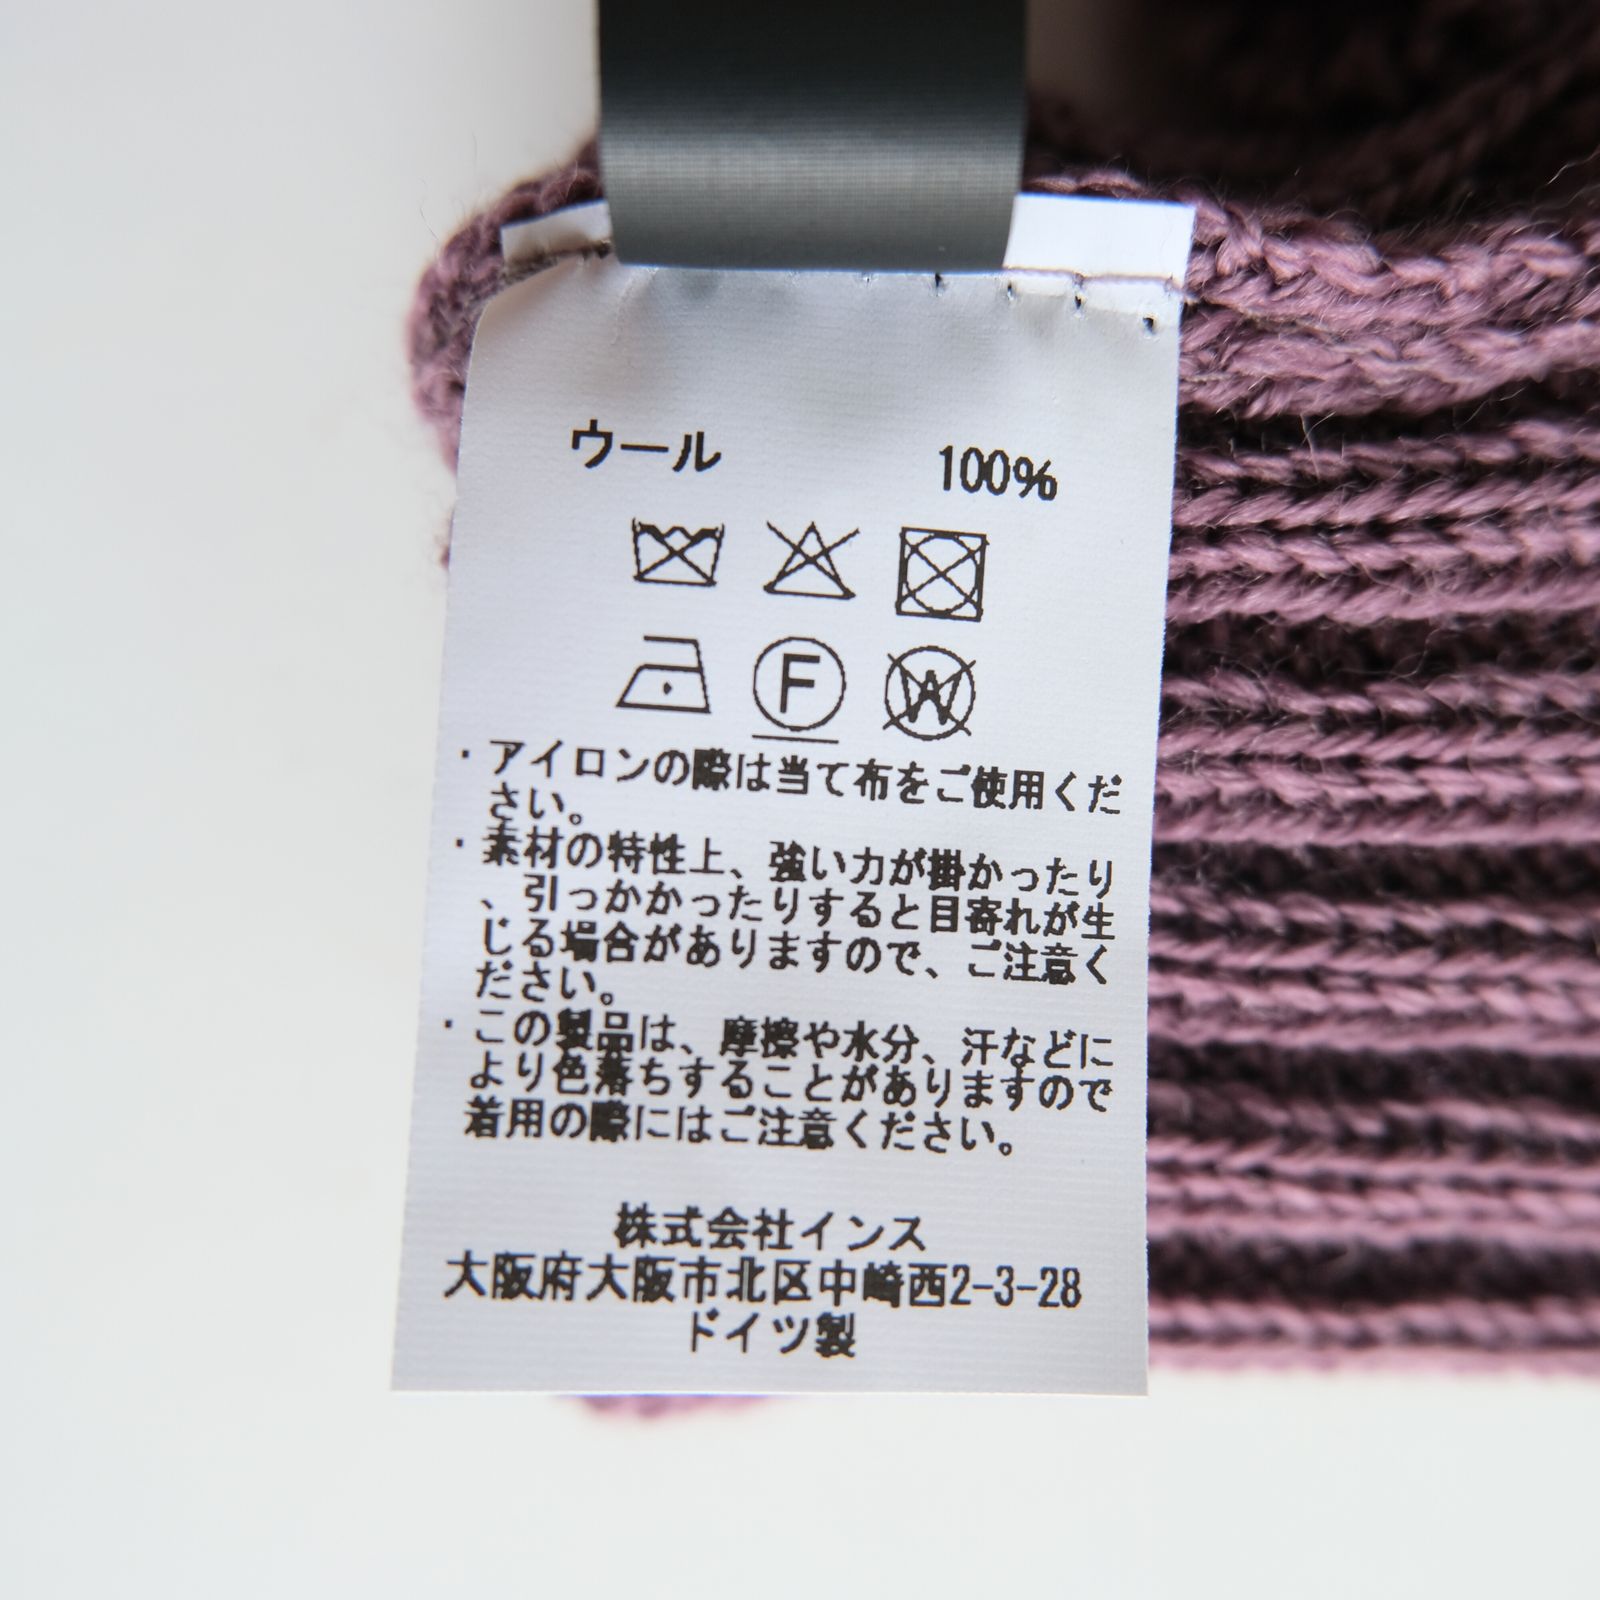 ウール 100%
F W
・アイロンの際は当て布をご使用くだ
さい。
・素材の特性上、強い力が掛かったり
、引っかかったりすると目寄れが生
じる場合がありますので、ご注意く
ださい。
・この製品は、摩擦や水分、汗などに
より色落ちすることがありますので
着用の際にはご注意ください。
株式会社インス
大阪府大阪市北区中崎西2-3-28
ドイツ製